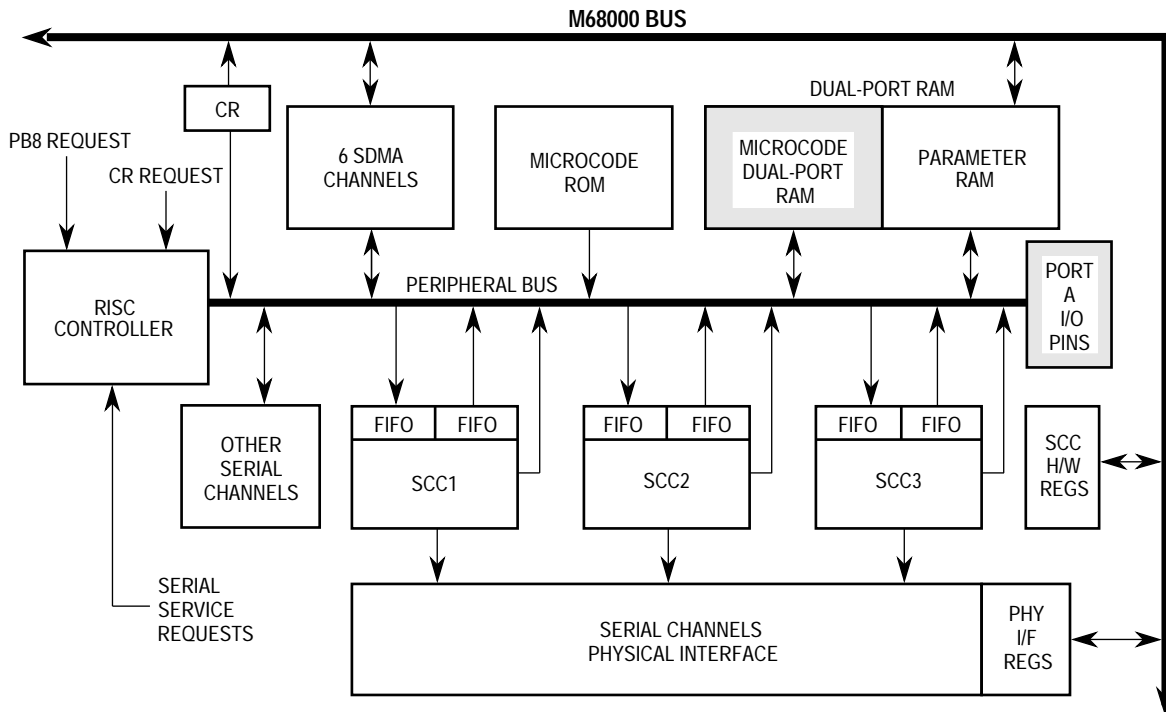 M68000 BUS
CR
DUAL-PORT RAM
PB8 REQUEST
CR REQUEST
6 SDMA
CHANNELS
MICROCODE
ROM
MICROCODE
DUAL-PORT
RAM
PARAMETER
RAM
PERIPHERAL BUS
RISC
CONTROLLER
PORT
A
I/O
PINS
OTHER
SERIAL
CHANNELS
FIFO
FIFO
SCC1
FIFO
FIFO
SCC2
FIFO
FIFO
SCC3
SCC
H/W
REGS
SERIAL
SERVICE
REQUESTS
SERIAL CHANNELS
PHYSICAL INTERFACE
PHY
I/F
REGS